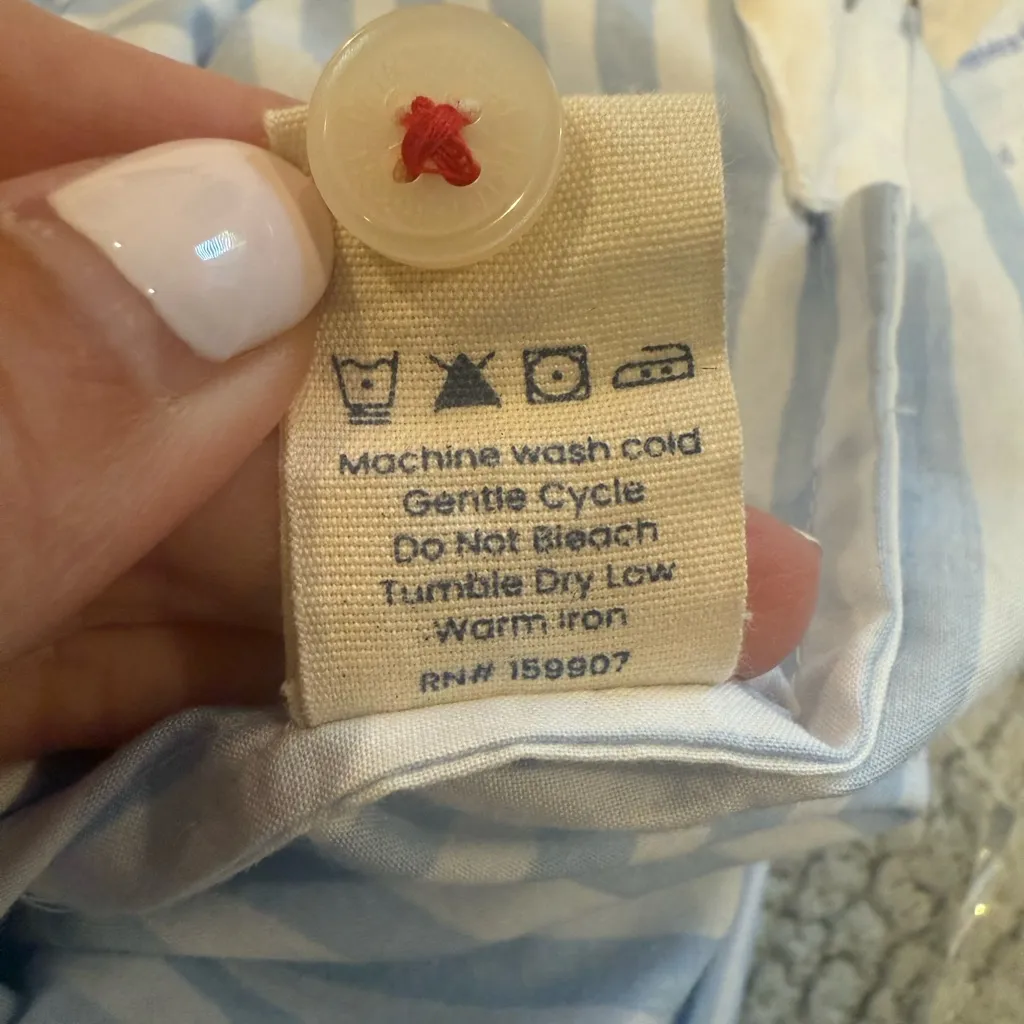 Machine wash cold
Gentle Cycle
Do Not Bleach
Tumble Dry Low
Warm Iron
RN# 159907